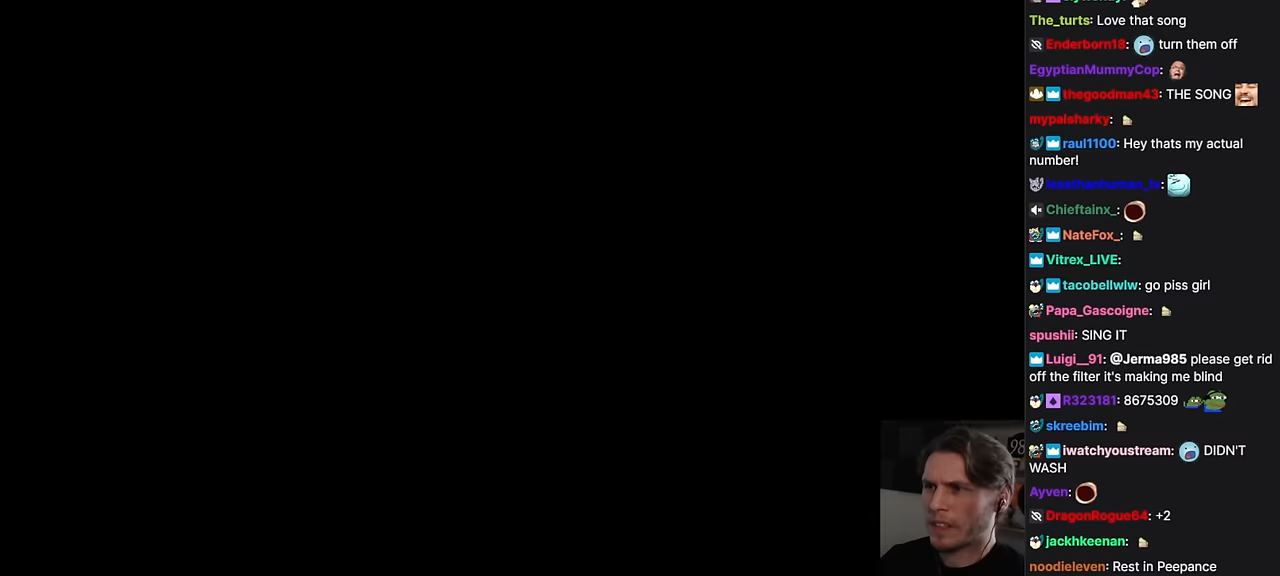 The_turts: Love that song
Enderborn18: turn them off
EgyptianMummyCop:
thegoodman43: THE SONG
mypalsharky:
raul1100: Hey thats my actual
number!
lessthanhuman_tv:
Chieftainx_:
NateFox_:
Vitrex_LIVE:
tacobellwlw: go piss girl
Papa_Gascoigne:
spushii: SING IT
Luigi__91: @Jerma985 please get rid
off the filter it's making me blind
R323181: 8675309
skreebim:
iwatchyoustream: DIDN'T
WASH
Ayven:
DragonRogue64: +2
jackhkeenan:
noodieleven: Rest in Peepance
98